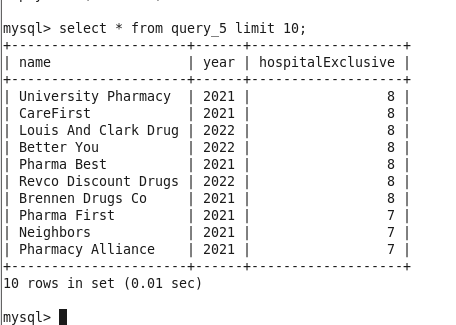 mysql> select * from query_5 limit 10;
+----------------------+------+-------------------+
| name                 | year | hospitalExclusive |
+----------------------+------+-------------------+
| University Pharmacy  | 2021 |                 8 |
| CareFirst            | 2021 |                 8 |
| Louis And Clark Drug | 2022 |                 8 |
| Better You           | 2022 |                 8 |
| Pharma Best          | 2021 |                 8 |
| Revco Discount Drugs | 2022 |                 8 |
| Brennen Drugs Co     | 2021 |                 8 |
| Pharma First         | 2021 |                 7 |
| Neighbors            | 2021 |                 7 |
| Pharmacy Alliance    | 2021 |                 7 |
+----------------------+------+-------------------+
10 rows in set (0.01 sec)
mysql>